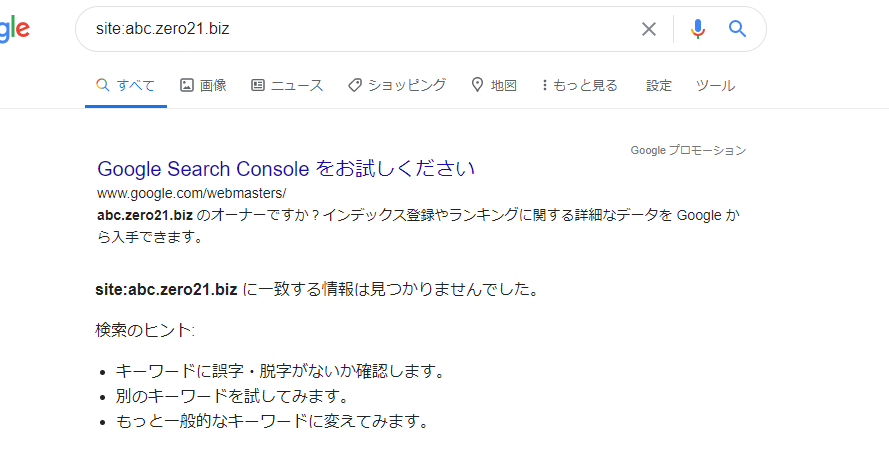 gle
site:abc.zero21.biz
すべて 画像 ニュース ショッピング 地図 もっと見る 設定 ツール
Google プロモーション
Google Search Console をお試しください
www.google.com/webmasters/
abc.zero21.biz のオーナーですか？インデックス登録やランキングに関する詳細なデータを Google か
ら入手できます。
site:abc.zero21.biz に一致する情報は見つかりませんでした。
検索のヒント:
キーワードに誤字・脱字がないか確認します。
別のキーワードを試してみます。
もっと一般的なキーワードに変えてみます。